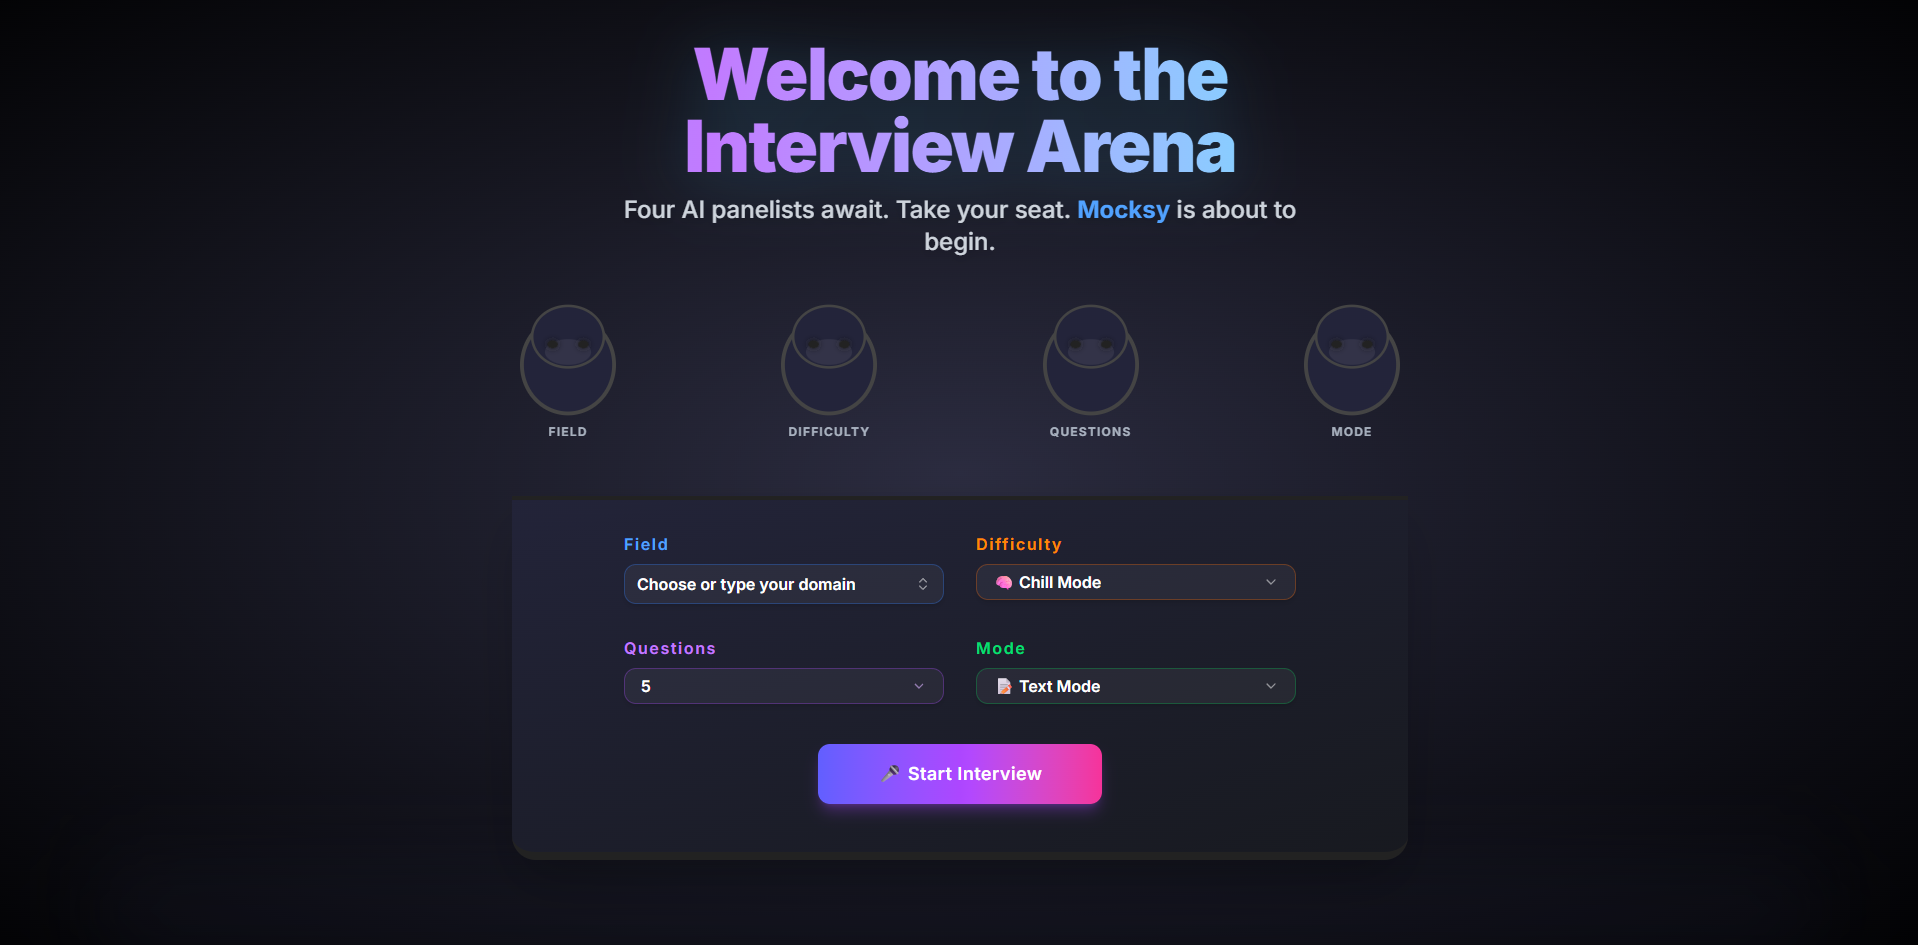 Welcome to the
Interview Arena
Four AI panelists await. Take your seat. Mocksy is about to
begin.
FIELD
DIFFICULTY
QUESTIONS
MODE
Field
Difficulty
Choose or type your domain
🧠 Chill Mode
Questions
Mode
5
📝 Text Mode
🎤 Start Interview